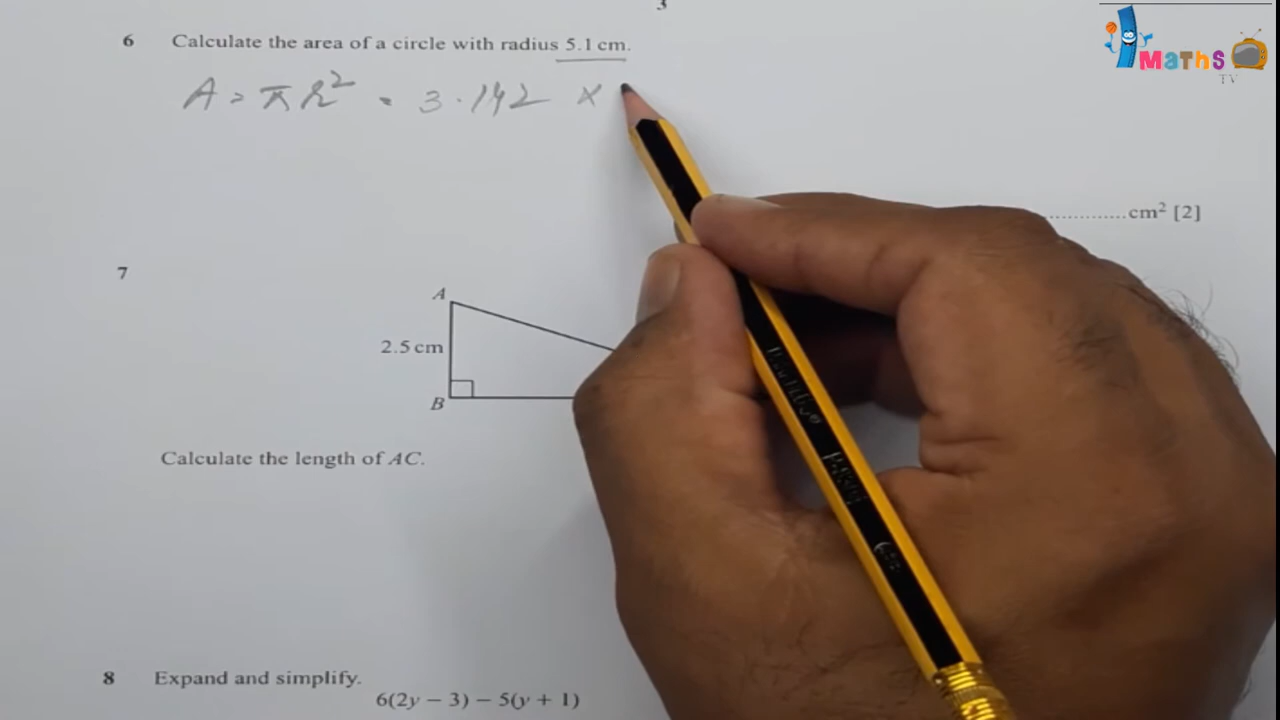 3
6 Calculate the area of a circle with radius 5.1 cm.
A = πr² = 3.142 ×
............cm² [2]
7
A
2.5 cm
B
Calculate the length of AC.
8 Expand and simplify.
6(2y – 3) – 5(y + 1)
Maths
TV